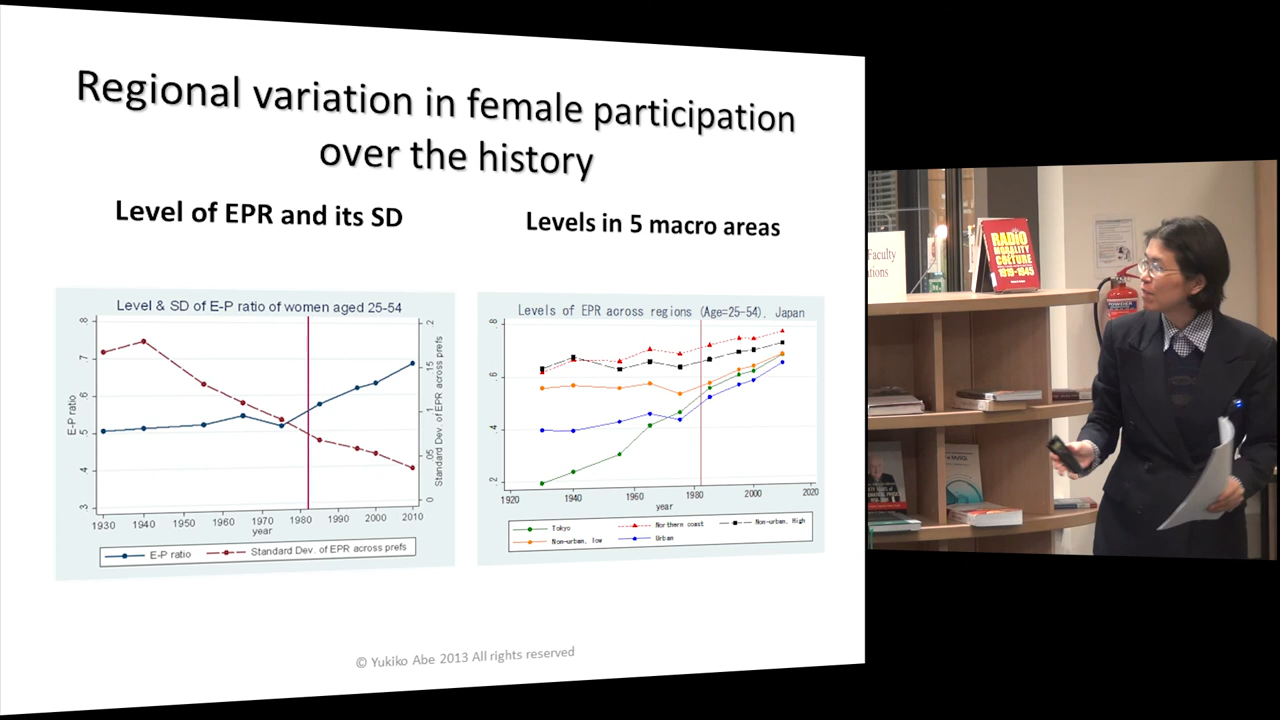 Regional variation in female participation
over the history
Level of EPR and its SD
Levels in 5 macro areas
Level & SD of E-P ratio of women aged 25-54
.8
.7
.6
.5
.4
.3
E-P ratio
.2
.15
.1
.05
0
Standard Dev. of EPR across prefs
1930 1940 1950 1960 1970 1980 1990 2000 2010
year
E-P ratio Standard Dev. of EPR across prefs
Levels of EPR across regions (Age=25-54), Japan
.8
.6
.4
.2
1920 1940 1960 1980 2000 2020
year
Tokyo Northern coast Non-urban, High
Non-urban, low Urban
© Yukiko Abe 2013 All rights reserved
Faculty
RADIO
MORALITY
CULTURE
1919-1945
POWDER